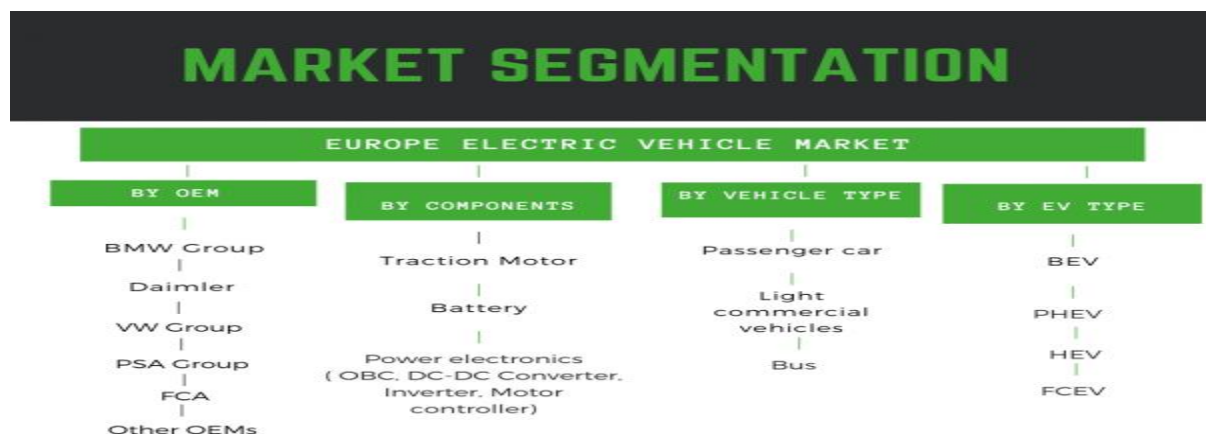 MARKET SEGMENTATION
EUROPE ELECTRIC VEHICLE MARKET
BY OEM
BMW Group
Daimler
VW Group
PSA Group
FCA
Other OEMs
BY COMPONENTS
Traction Motor
Battery
Power electronics
( OBC, DC-DC Converter,
Inverter, Motor
controller)
BY VEHICLE TYPE
Passenger car
Light
commercial
vehicles
Bus
BY EV TYPE
BEV
PHEV
HEV
FCEV